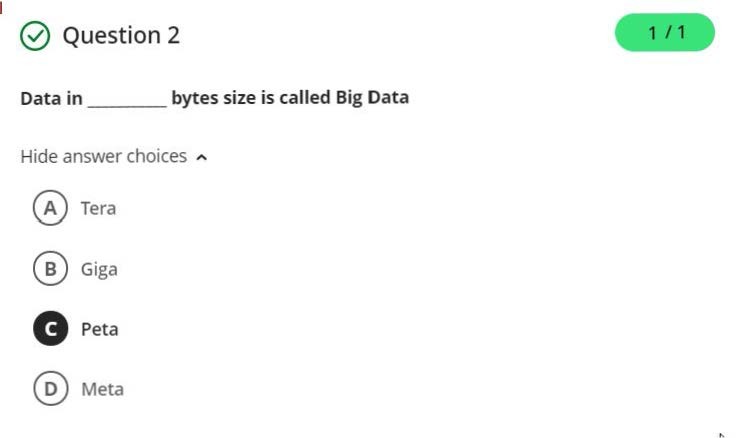 Question 2
1 / 1
Data in _________ bytes size is called Big Data
Hide answer choices
A Tera
B Giga
C Peta
D Meta